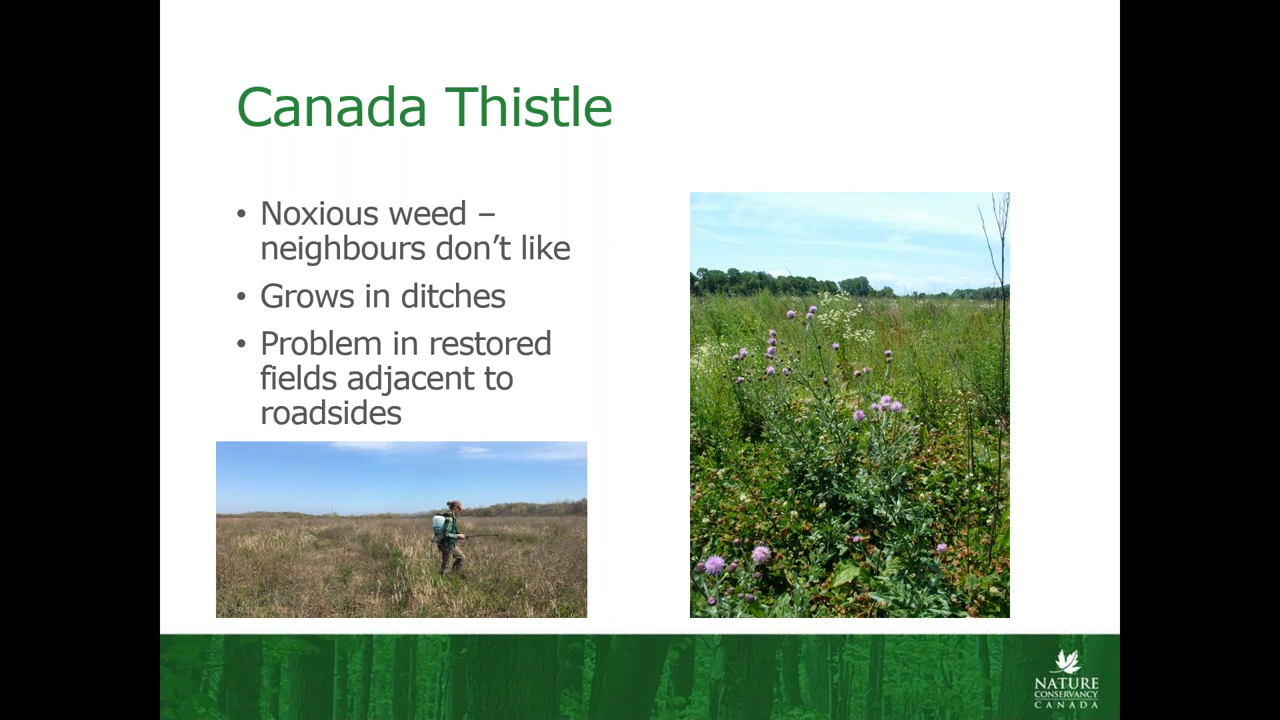 Canada Thistle
• Noxious weed –
neighbours don’t like
• Grows in ditches
• Problem in restored
fields adjacent to
roadsides
NATURE
CONSERVANCY
CANADA